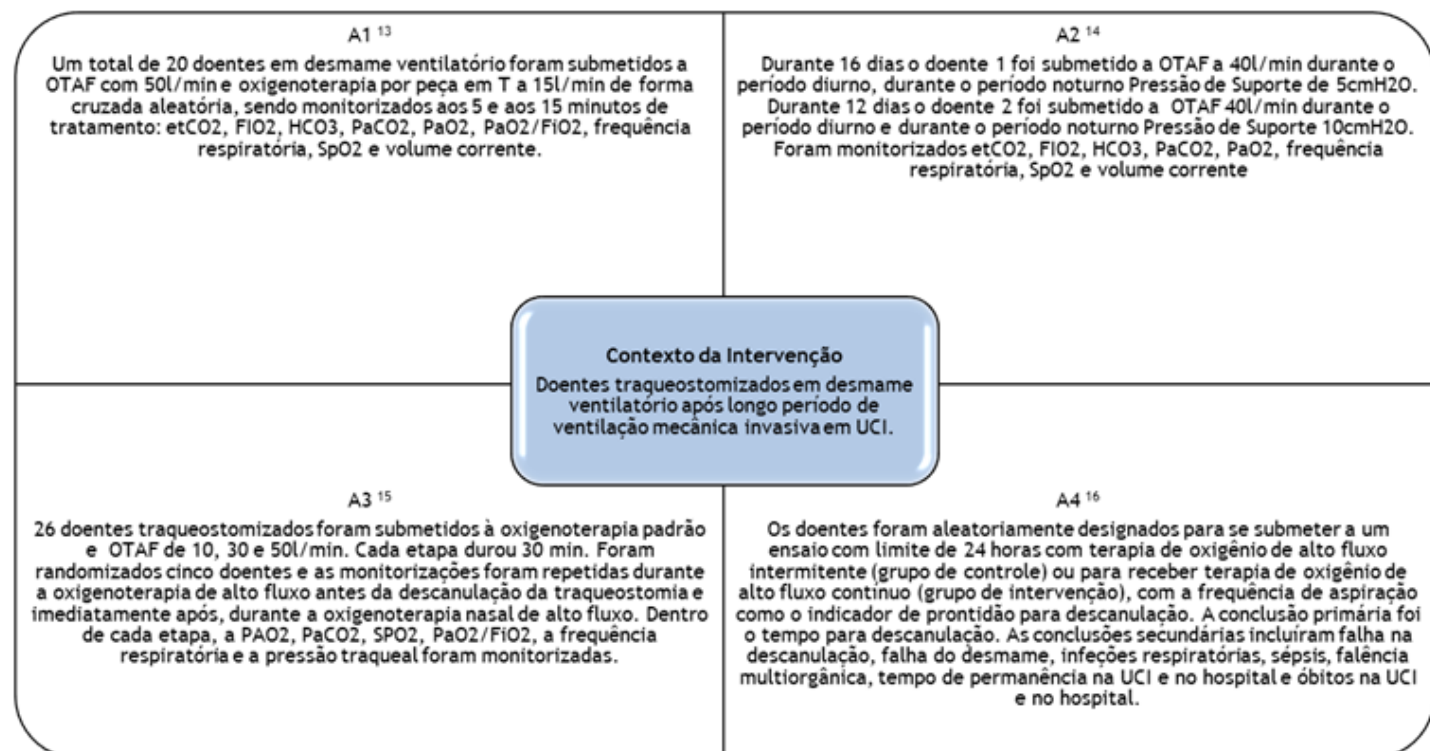 A1 13
Um total de 20 doentes em desmame ventilatório foram submetidos a
OTAF com 50l/min e oxigenoterapia por peça em T a 15l/min de forma
cruzada aleatória, sendo monitorizados aos 5 e aos 15 minutos de
tratamento: etCO2, FIO2, HCO3, PaCO2, PaO2, PaO2/FiO2, frequência
respiratória, SpO2 e volume corrente.
A2 14
Durante 16 dias o doente 1 foi submetido a OTAF a 40l/min durante o
período diurno, durante o período noturno Pressão de Suporte de 5cmH2O.
Durante 12 dias o doente 2 foi submetido a OTAF 40l/min durante o
período diurno e durante o período noturno Pressão de Suporte 10cmH2O.
Foram monitorizados etCO2, FIO2, HCO3, PaCO2, PaO2, frequência
respiratória, SpO2 e volume corrente
Contexto da Intervenção
Doentes traqueostomizados em desmame
ventilatório após longo período de
ventilação mecânica invasiva em UCI.
A3 15
26 doentes traqueostomizados foram submetidos à oxigenoterapia padrão
e OTAF de 10, 30 e 50l/min. Cada etapa durou 30 min. Foram
randomizados cinco doentes e as monitorizações foram repetidas durante
a oxigenoterapia de alto fluxo antes da descanulação da traqueostomia e
imediatamente após, durante a oxigenoterapia nasal de alto fluxo. Dentro
de cada etapa, a PAO2, PaCO2, SPO2, PaO2/FiO2, a frequência
respiratória e a pressão traqueal foram monitorizadas.
A4 16
Os doentes foram aleatoriamente designados para se submeter a um
ensaio com limite de 24 horas com terapia de oxigênio de alto fluxo
intermitente (grupo de controle) ou para receber terapia de oxigênio de
alto fluxo contínuo (grupo de intervenção), com a frequência de aspiração
como o indicador de prontidão para descanulação. A conclusão primária foi
o tempo para descanulação. As conclusões secundárias incluíram falha na
descanulação, falha do desmame, infeções respiratórias, sépsis, falência
multiorgânica, tempo de permanência na UCI e no hospital e óbitos na UCI
e no hospital.